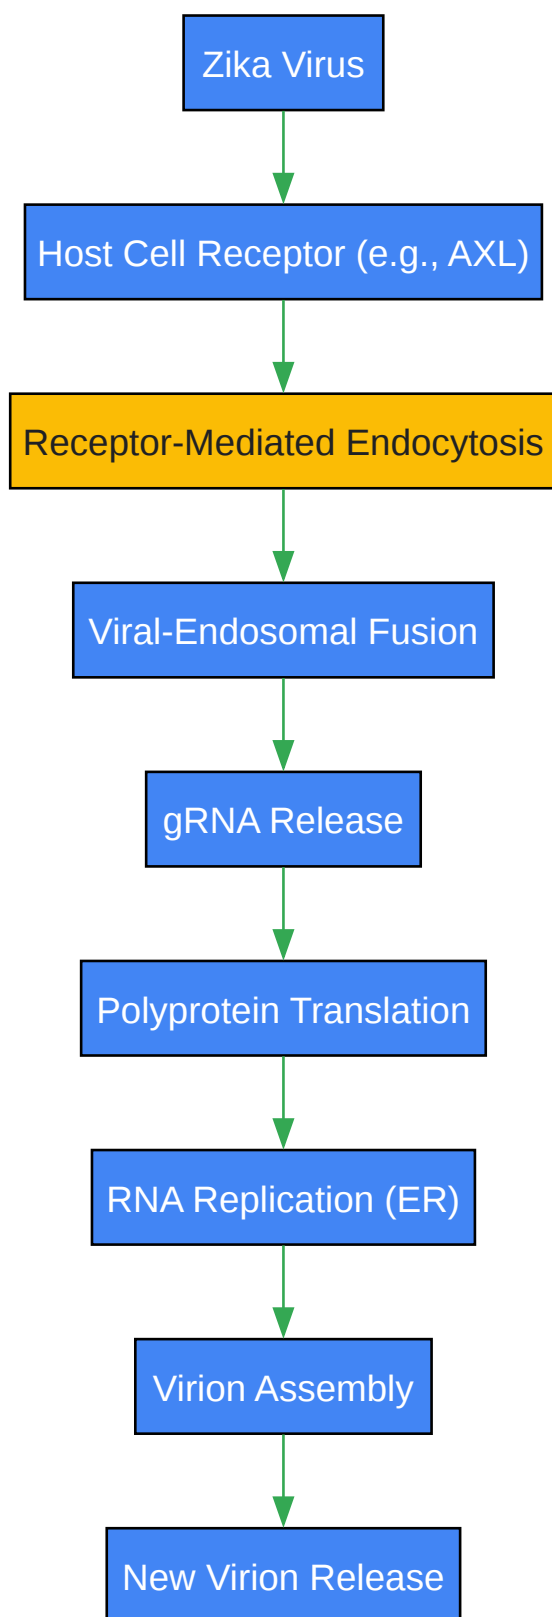 Zika Virus
Host Cell Receptor (e.g., AXL)
Receptor-Mediated Endocytosis
Viral-Endosomal Fusion
gRNA Release
Polyprotein Translation
RNA Replication (ER)
Virion Assembly
New Virion Release